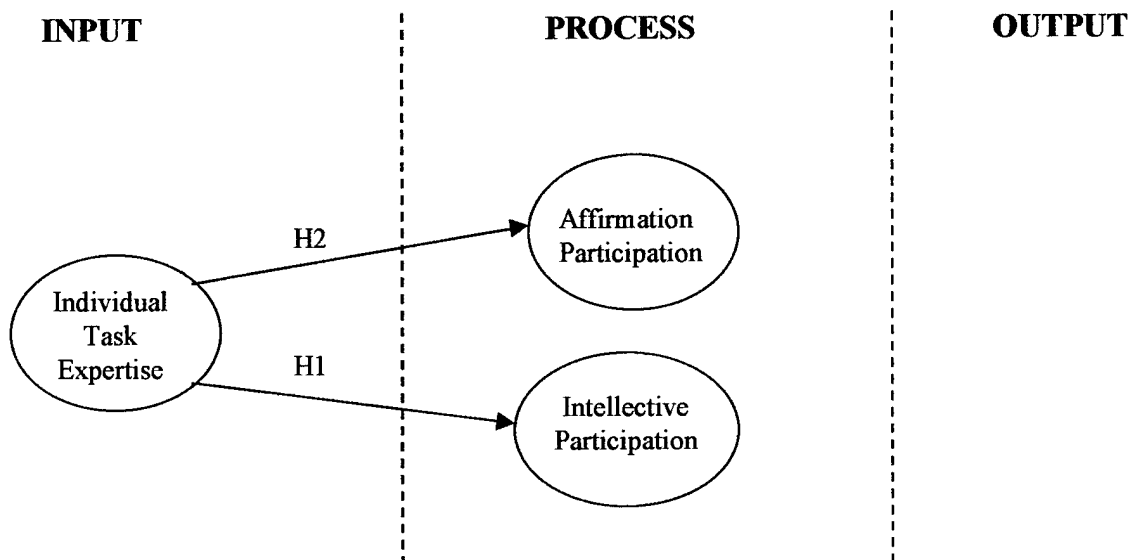 INPUT
PROCESS
OUTPUT
H2
Affirmation
Participation
Individual
Task
Expertise
H1
Intellective
Participation